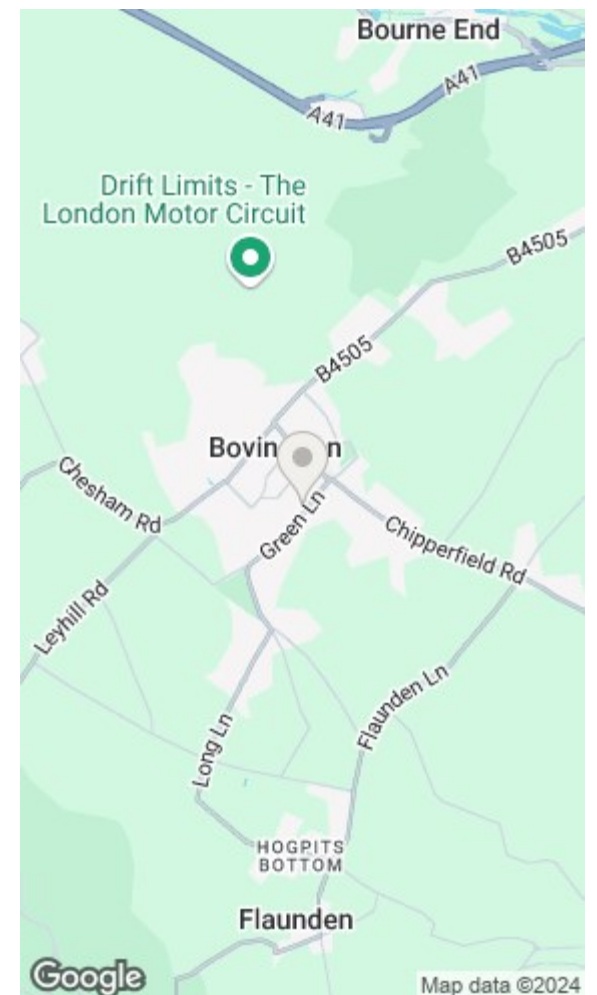 Bourne End
A41
A41
Drift Limits - The
London Motor Circuit
B4505
B4505
Chesham Rd
Green Ln
Chipperfield Rd
Leyhill Rd
Flaunden Ln
Long Ln
HOGPITS
BOTTOM
Flaunden
Google
Map data ©2024